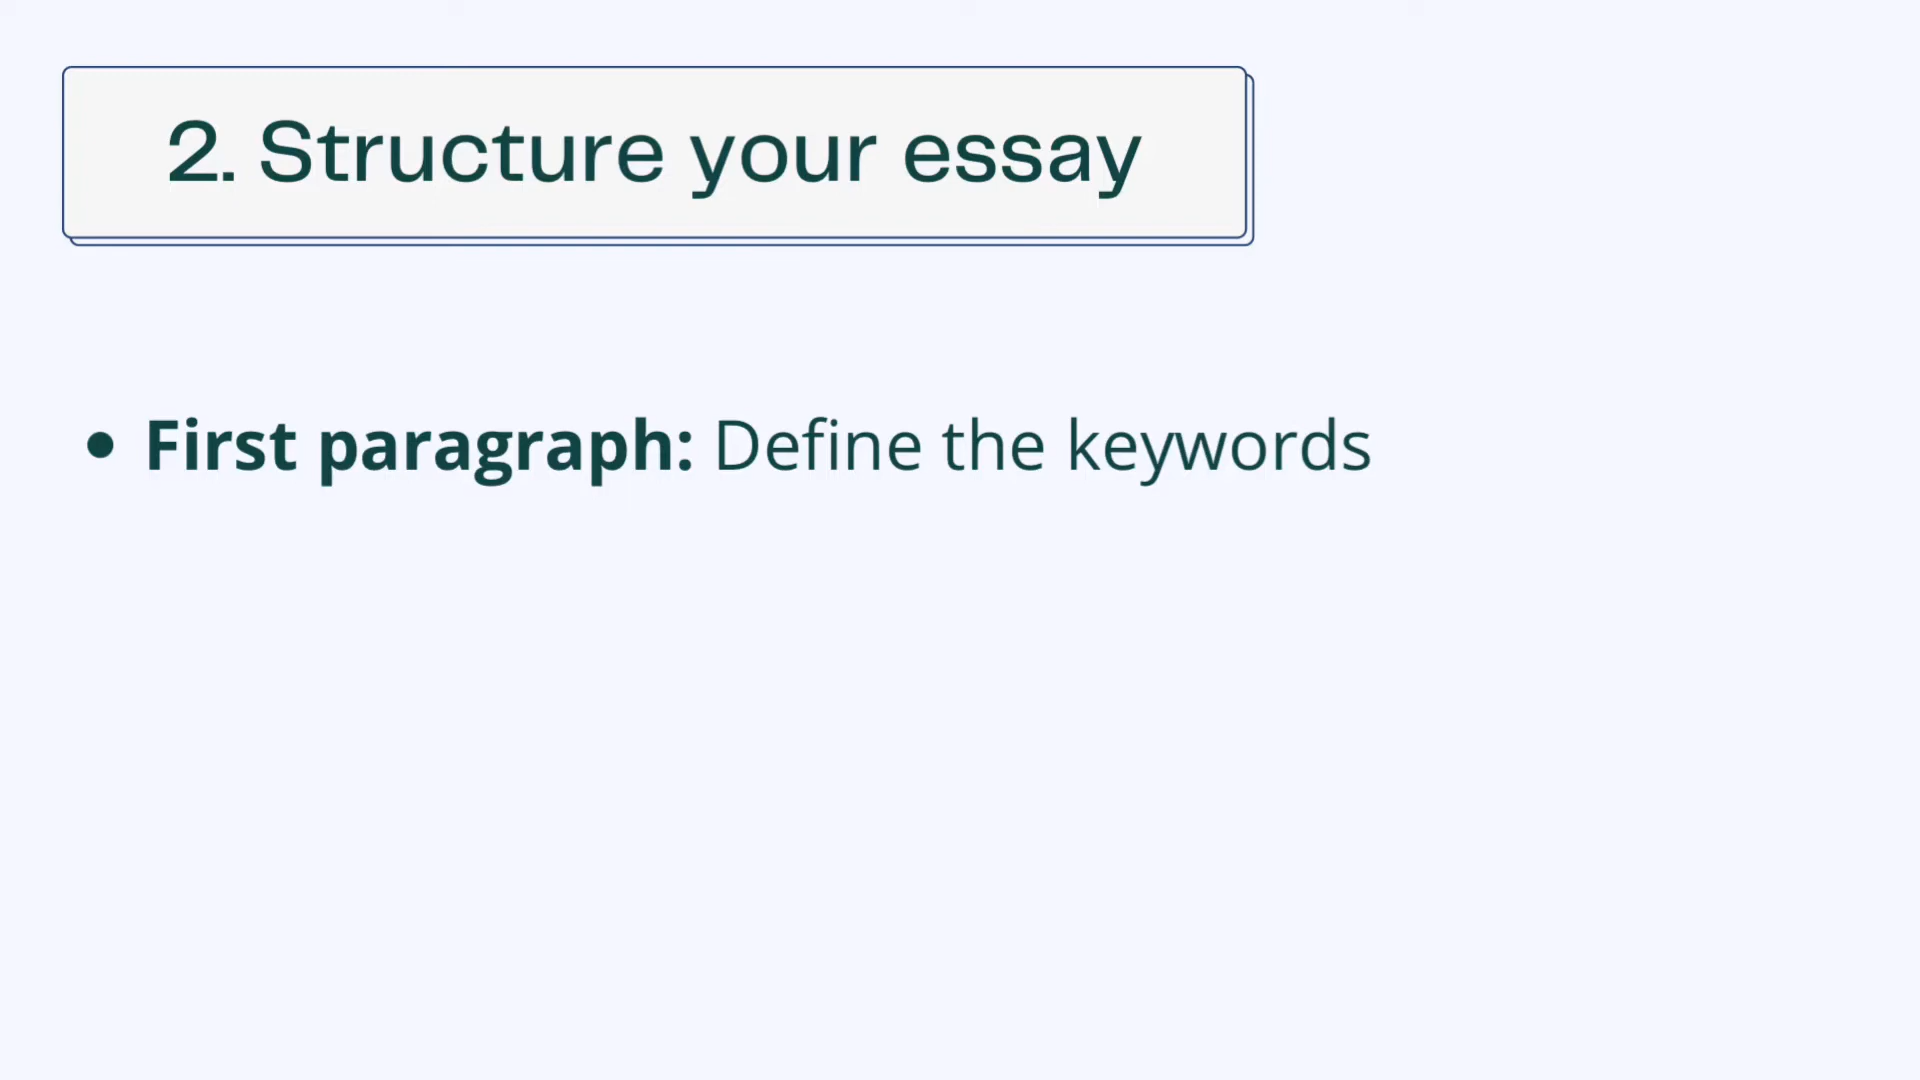 2. Structure your essay
• First paragraph: Define the keywords